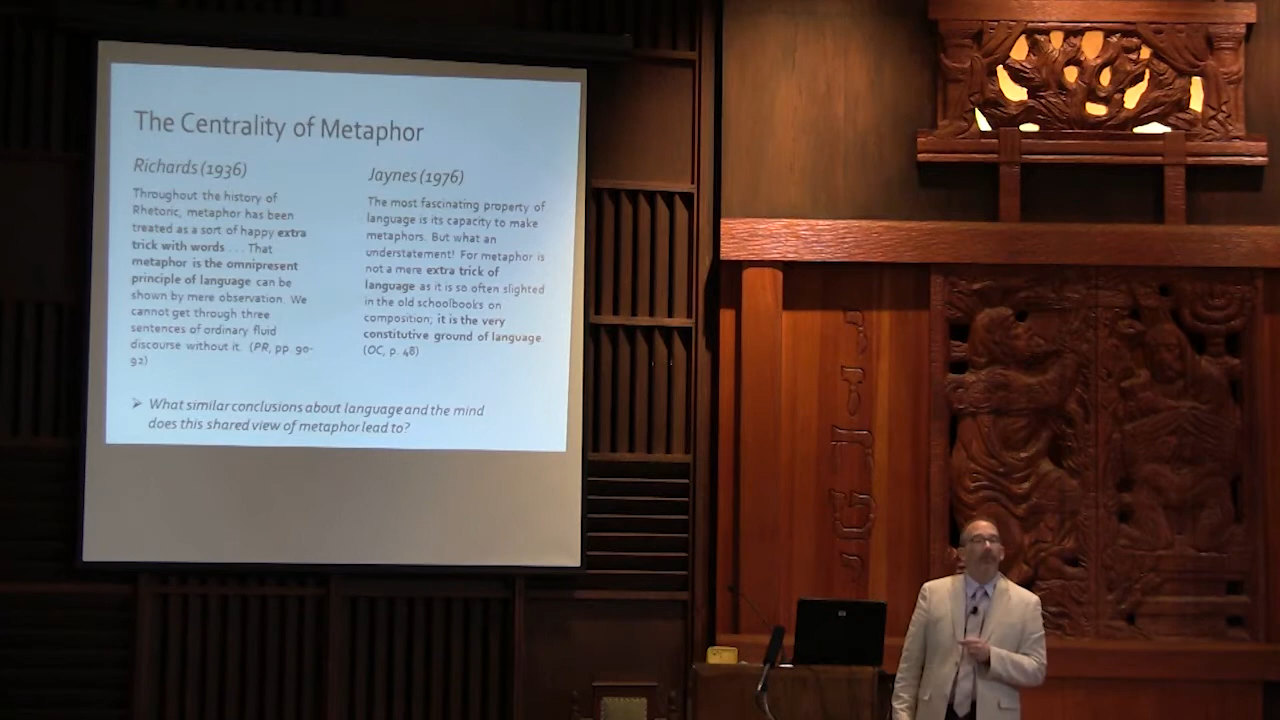 The Centrality of Metaphor
Richards (1936)
Throughout the history of
Rhetoric, metaphor has been
treated as a sort of happy extra
trick with words . . . That
metaphor is the omnipresent
principle of language can be
shown by mere observation. We
cannot get through three
sentences of ordinary fluid
discourse without it. (PR, pp. 90-
92)
Jaynes (1976)
The most fascinating property of
language is its capacity to make
metaphors. But what an
understatement! For metaphor is
not a mere extra trick of
language as it is so often slighted
in the old schoolbooks on
composition; it is the very
constitutive ground of language.
(OC, p. 48)
➢ What similar conclusions about language and the mind
does this shared view of metaphor lead to?
hp